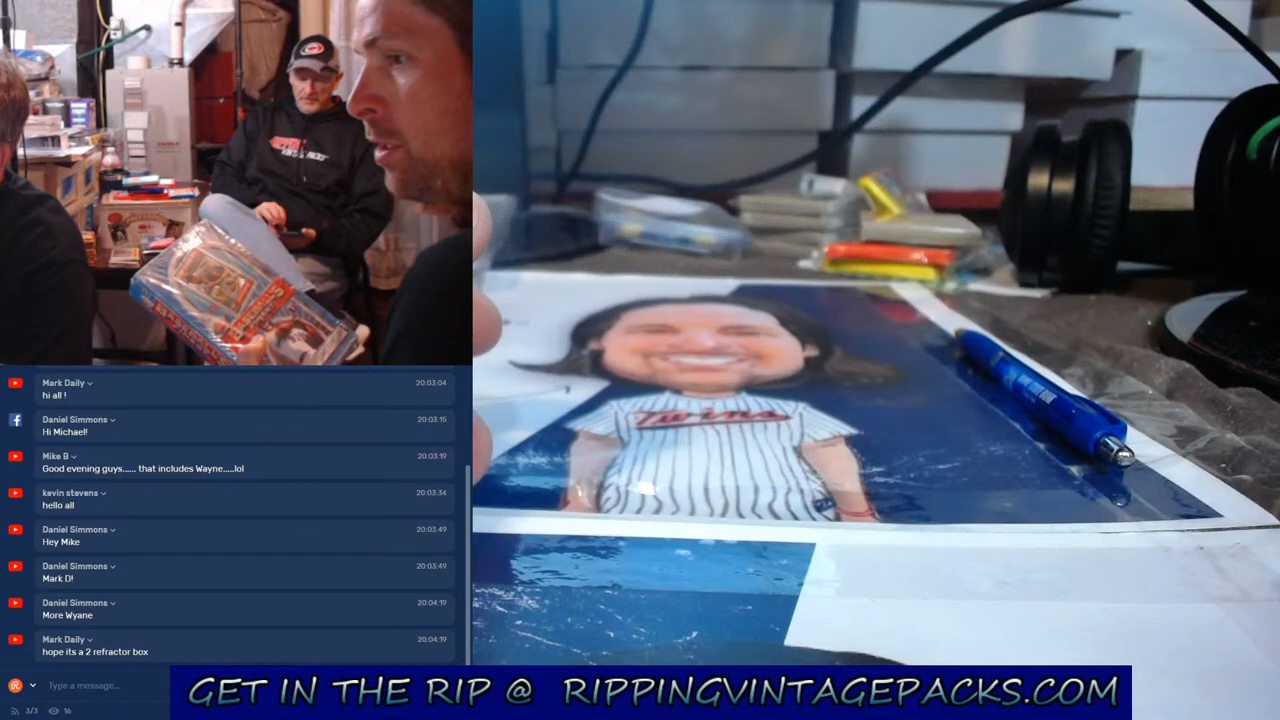 Mark Daily
20:03:04
hi all !
Daniel Simmons
20:03:15
Hi Michael!
Mike B
20:03:19
Good evening guys...... that includes Wayne.....lol
kevin stevens
20:03:34
hello all
Daniel Simmons
20:03:49
Hey Mike
Daniel Simmons
20:03:49
Mark D!
Daniel Simmons
20:04:19
More Wyane
Mark Daily
20:04:19
hope its a 2 refractor box
Type a message...
3/3
16
Twins
GET IN THE RIP @ RIPPINGVINTAGEPACKS.COM